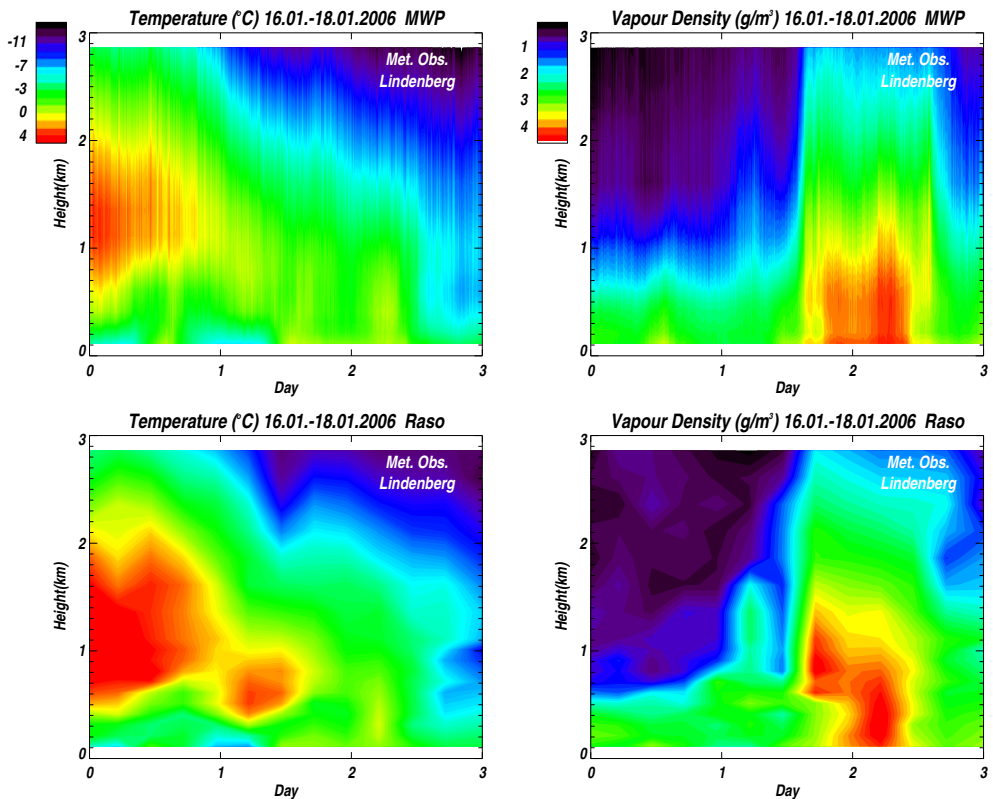 Temperature (°C) 16.01.-18.01.2006 MWP
-11
-7
-3
0
4
3
2
1
0
Height(km)
Met. Obs.
Lindenberg
0 1 2 3
Day
Vapour Density (g/m³) 16.01.-18.01.2006 MWP
1
2
3
4
3
2
1
0
Height(km)
Met. Obs.
Lindenberg
0 1 2 3
Day
Temperature (°C) 16.01.-18.01.2006 Raso
3
2
1
0
Height(km)
Met. Obs.
Lindenberg
0 1 2 3
Day
Vapour Density (g/m³) 16.01.-18.01.2006 Raso
3
2
1
0
Height(km)
Met. Obs.
Lindenberg
0 1 2 3
Day